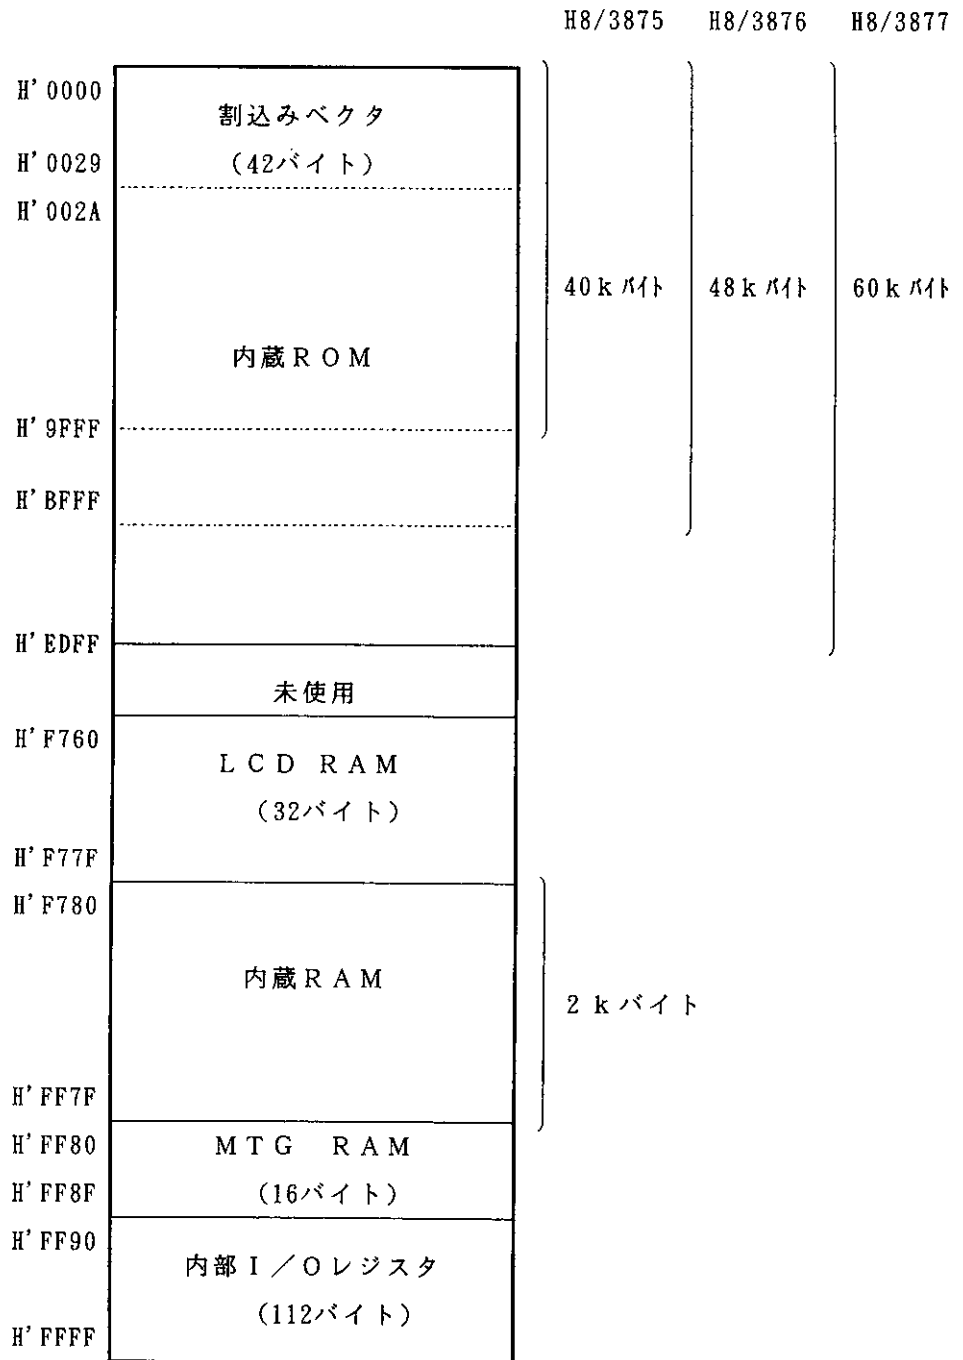 H8/3875 H8/3876 H8/3877
H'0000
割込みベクタ
H'0029 (42バイト)
H'002A
40kバイト 48kバイト 60kバイト
内蔵ROM
H'9FFF
H'BFFF
H'EDFF
未使用
H'F760
LCD RAM
(32バイト)
H'F77F
H'F780
内蔵RAM
2kバイト
H'FF7F
H'FF80 MTG RAM
H'FF8F (16バイト)
H'FF90
内部I/Oレジスタ
(112バイト)
H'FFFF